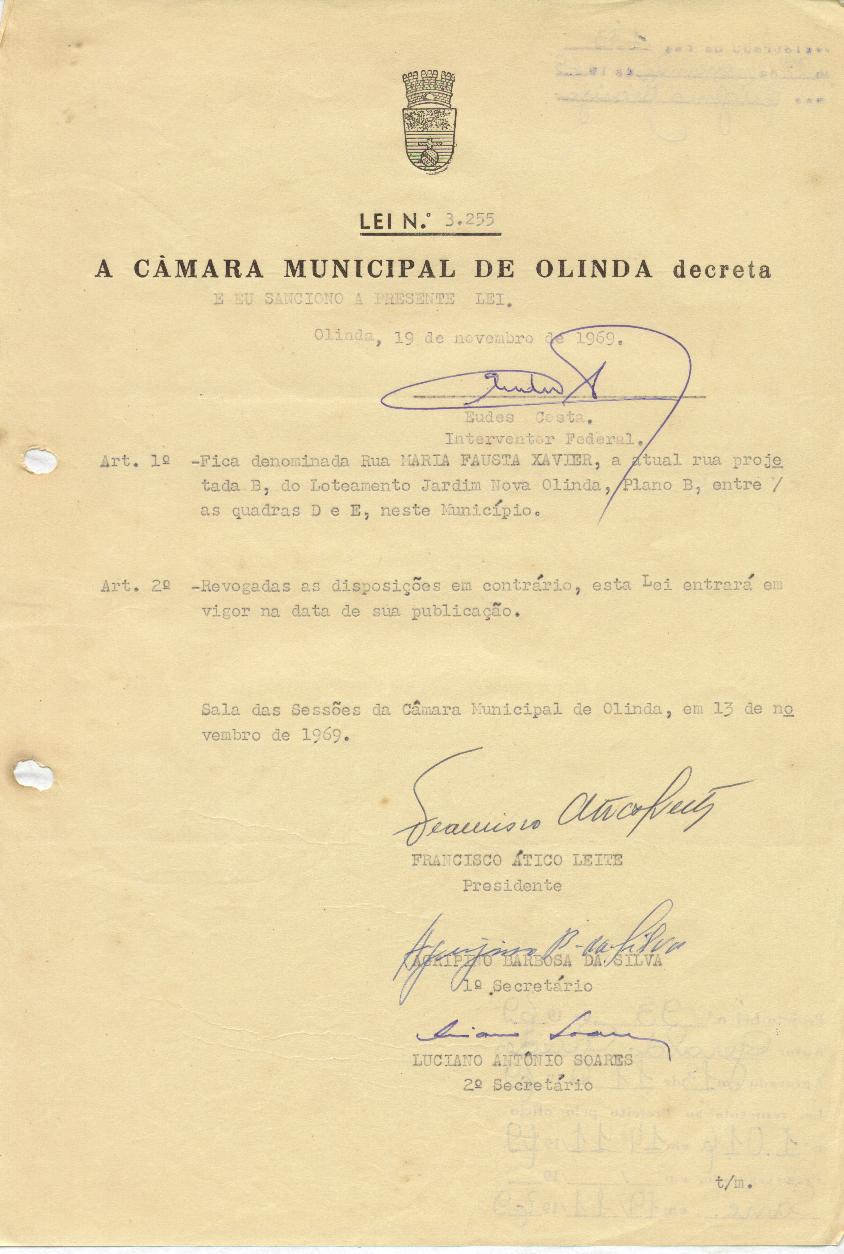 LEI N.º 3.255
A CÂMARA MUNICIPAL DE OLINDA decreta
E EU SANCIONO A PRESENTE LEI.
Olinda, 19 de novembro de 1969.
Eudes Costa.
Interventor Federal.
Art. 1º -Fica denominada Rua MARIA FAUSTA XAVIER, a atual rua proje
tada B, do Loteamento Jardim Nova Olinda, Plano B, entre /
as quadras D e E, neste Município.
Art. 2º -Revogadas as disposições em contrário, esta Lei entrará em
vigor na data de sua publicação.
Sala das Sessões da Câmara Municipal de Olinda, em 13 de no
vembro de 1969.
Francisco Ático Leite
FRANCISCO ÁTICO LEITE
Presidente
Agripino B. da Silva
AGRIPINO BARBOSA DA SILVA
1º Secretário
Luciano Soares
LUCIANO ANTÔNIO SOARES
2º Secretário
t/m.